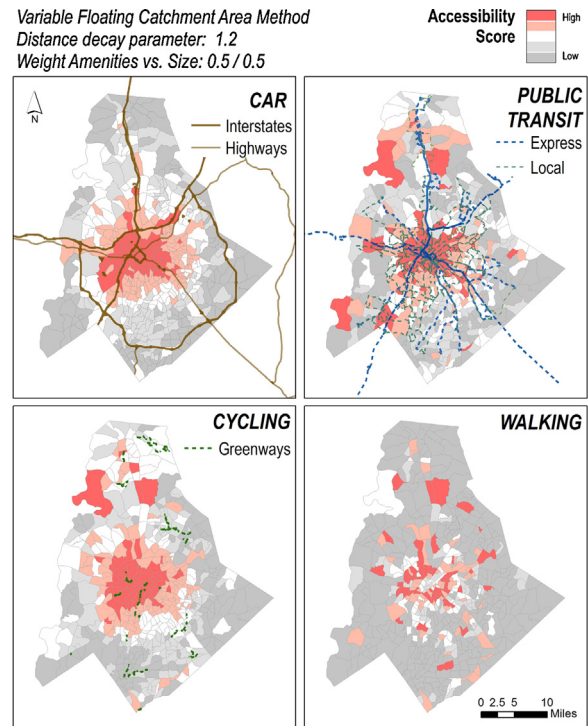 Variable Floating Catchment Area Method
Distance decay parameter: 1.2
Weight Amenities vs. Size: 0.5 / 0.5
Accessibility
Score
High
Low
N
CAR
Interstates
Highways
PUBLIC
TRANSIT
Express
Local
CYCLING
Greenways
WALKING
0 2.5 5 10
Miles